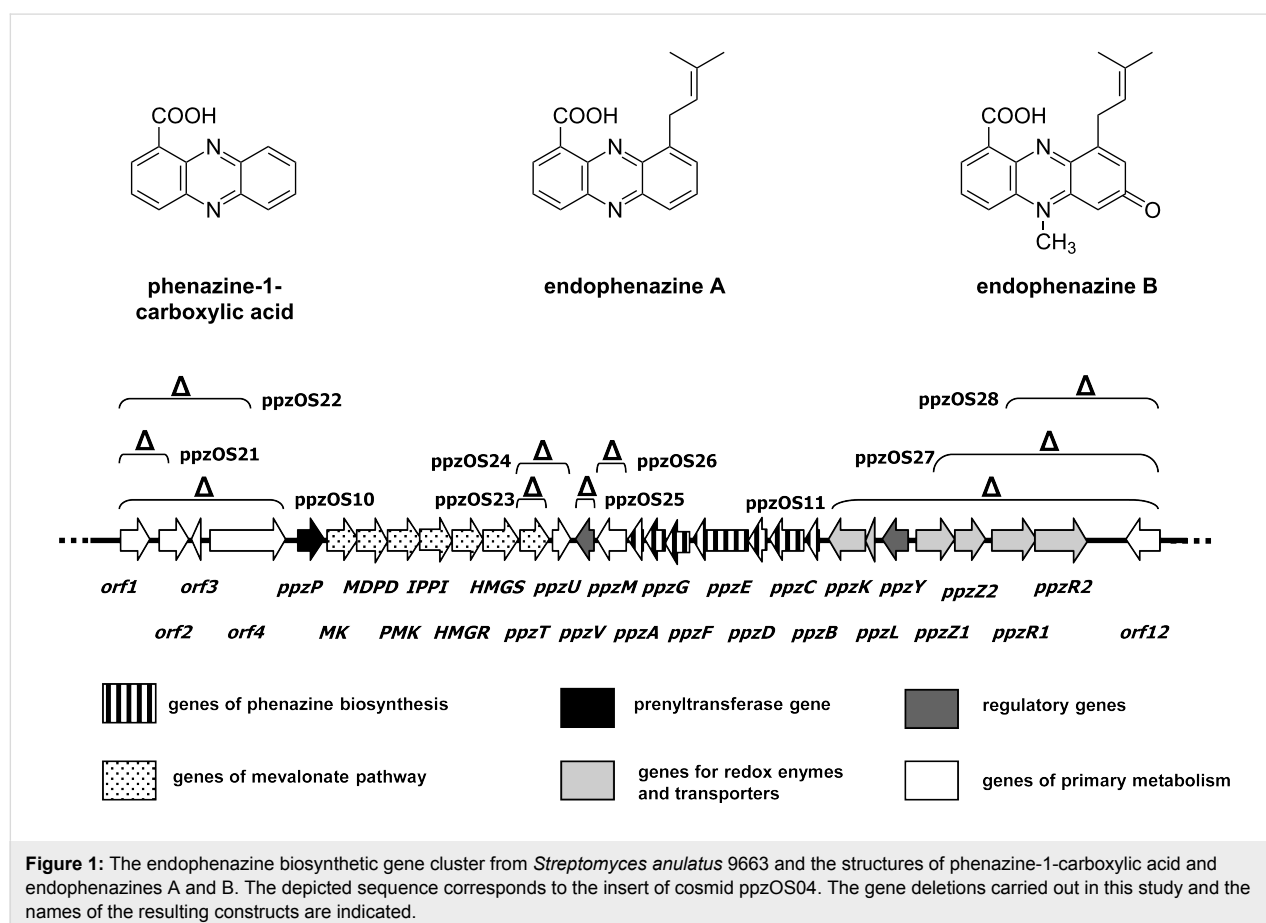 COOH
N
N
phenazine-1-
carboxylic acid
COOH
N
N
endophenazine A
COOH
N
N
CH3
O
endophenazine B
Δ
ppzOS22
Δ
ppzOS21
Δ
ppzOS10
ppzOS24
Δ
ppzOS23
Δ
Δ
ppzOS25
Δ
ppzOS26
ppzOS28
Δ
ppzOS27
Δ
ppzOS11
Δ
orf1 orf3 ppzP MDPD IPPI HMGS ppzU ppzM ppzG ppzE ppzC ppzK ppzY ppzZ2 ppzR2
orf2 orf4 MK PMK HMGR ppzT ppzV ppzA ppzF ppzD ppzB ppzL ppzZ1 ppzR1 orf12
genes of phenazine biosynthesis
prenyltransferase gene
regulatory genes
genes of mevalonate pathway
genes for redox enymes
and transporters
genes of primary metabolism
Figure 1: The endophenazine biosynthetic gene cluster from Streptomyces anulatus 9663 and the structures of phenazine-1-carboxylic acid and
endophenazines A and B. The depicted sequence corresponds to the insert of cosmid ppzOS04. The gene deletions carried out in this study and the
names of the resulting constructs are indicated.